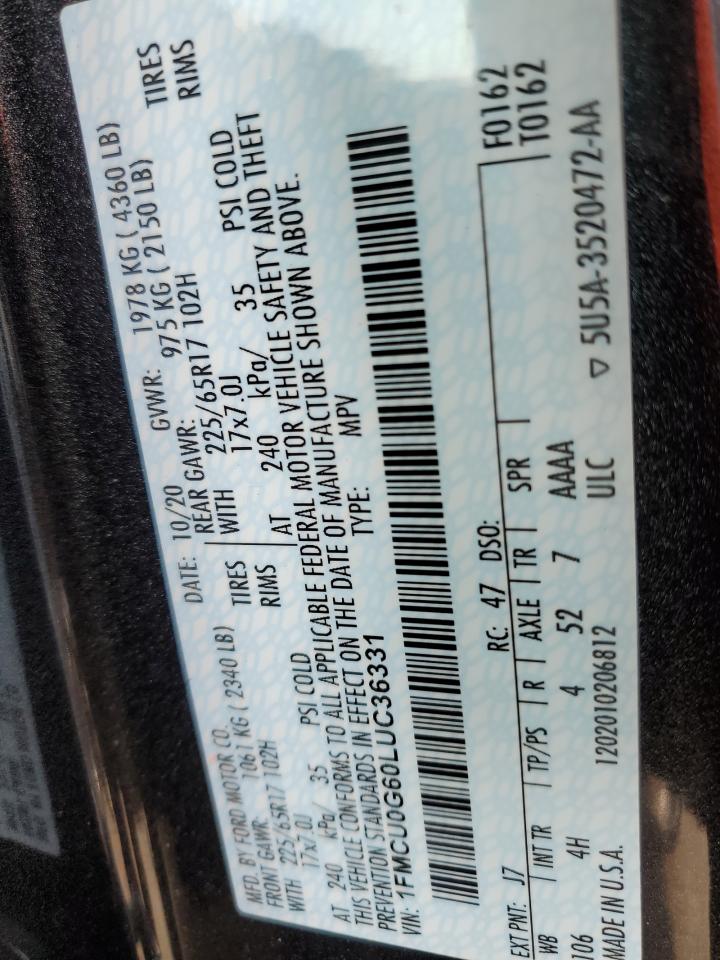 MFD. BY FORD MOTOR CO.
DATE: 10/20 GVWR: 1978 KG ( 4360 LB)
FRONT GAWR: 1061 KG ( 2340 LB) REAR GAWR: 975 KG ( 2150 LB)
WITH 225/65R17 102H TIRES WITH 225/65R17 102H TIRES
17x7.0J RIMS 17x7.0J RIMS
AT 240 kPa/ 35 PSI COLD AT 240 kPa/ 35 PSI COLD
THIS VEHICLE CONFORMS TO ALL APPLICABLE FEDERAL MOTOR VEHICLE SAFETY AND THEFT
PREVENTION STANDARDS IN EFFECT ON THE DATE OF MANUFACTURE SHOWN ABOVE.
VIN: 1FMCU0G60LUC36331 TYPE: MPV
F0162
T0162
EXT PNT: J7 RC: 47 DSO:
WB INT TR TP/PS R AXLE TR SPR
106 4H 4 52 7 AAAA
ULC
MADE IN U.S.A. 1202010206812 ▽ 5U5A-3520472-AA